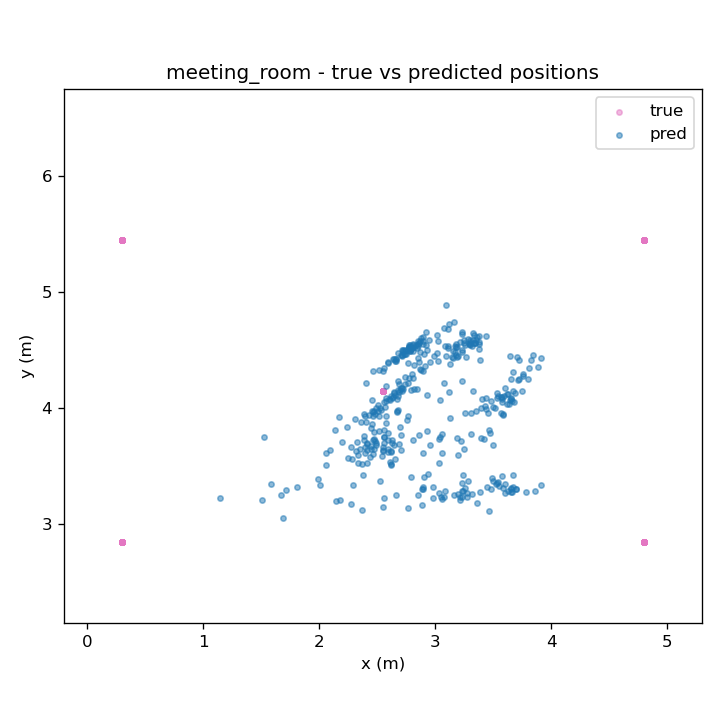 meeting_room - true vs predicted positions
true
pred
6
5
4
3
y (m)
0 1 2 3 4 5
x (m)